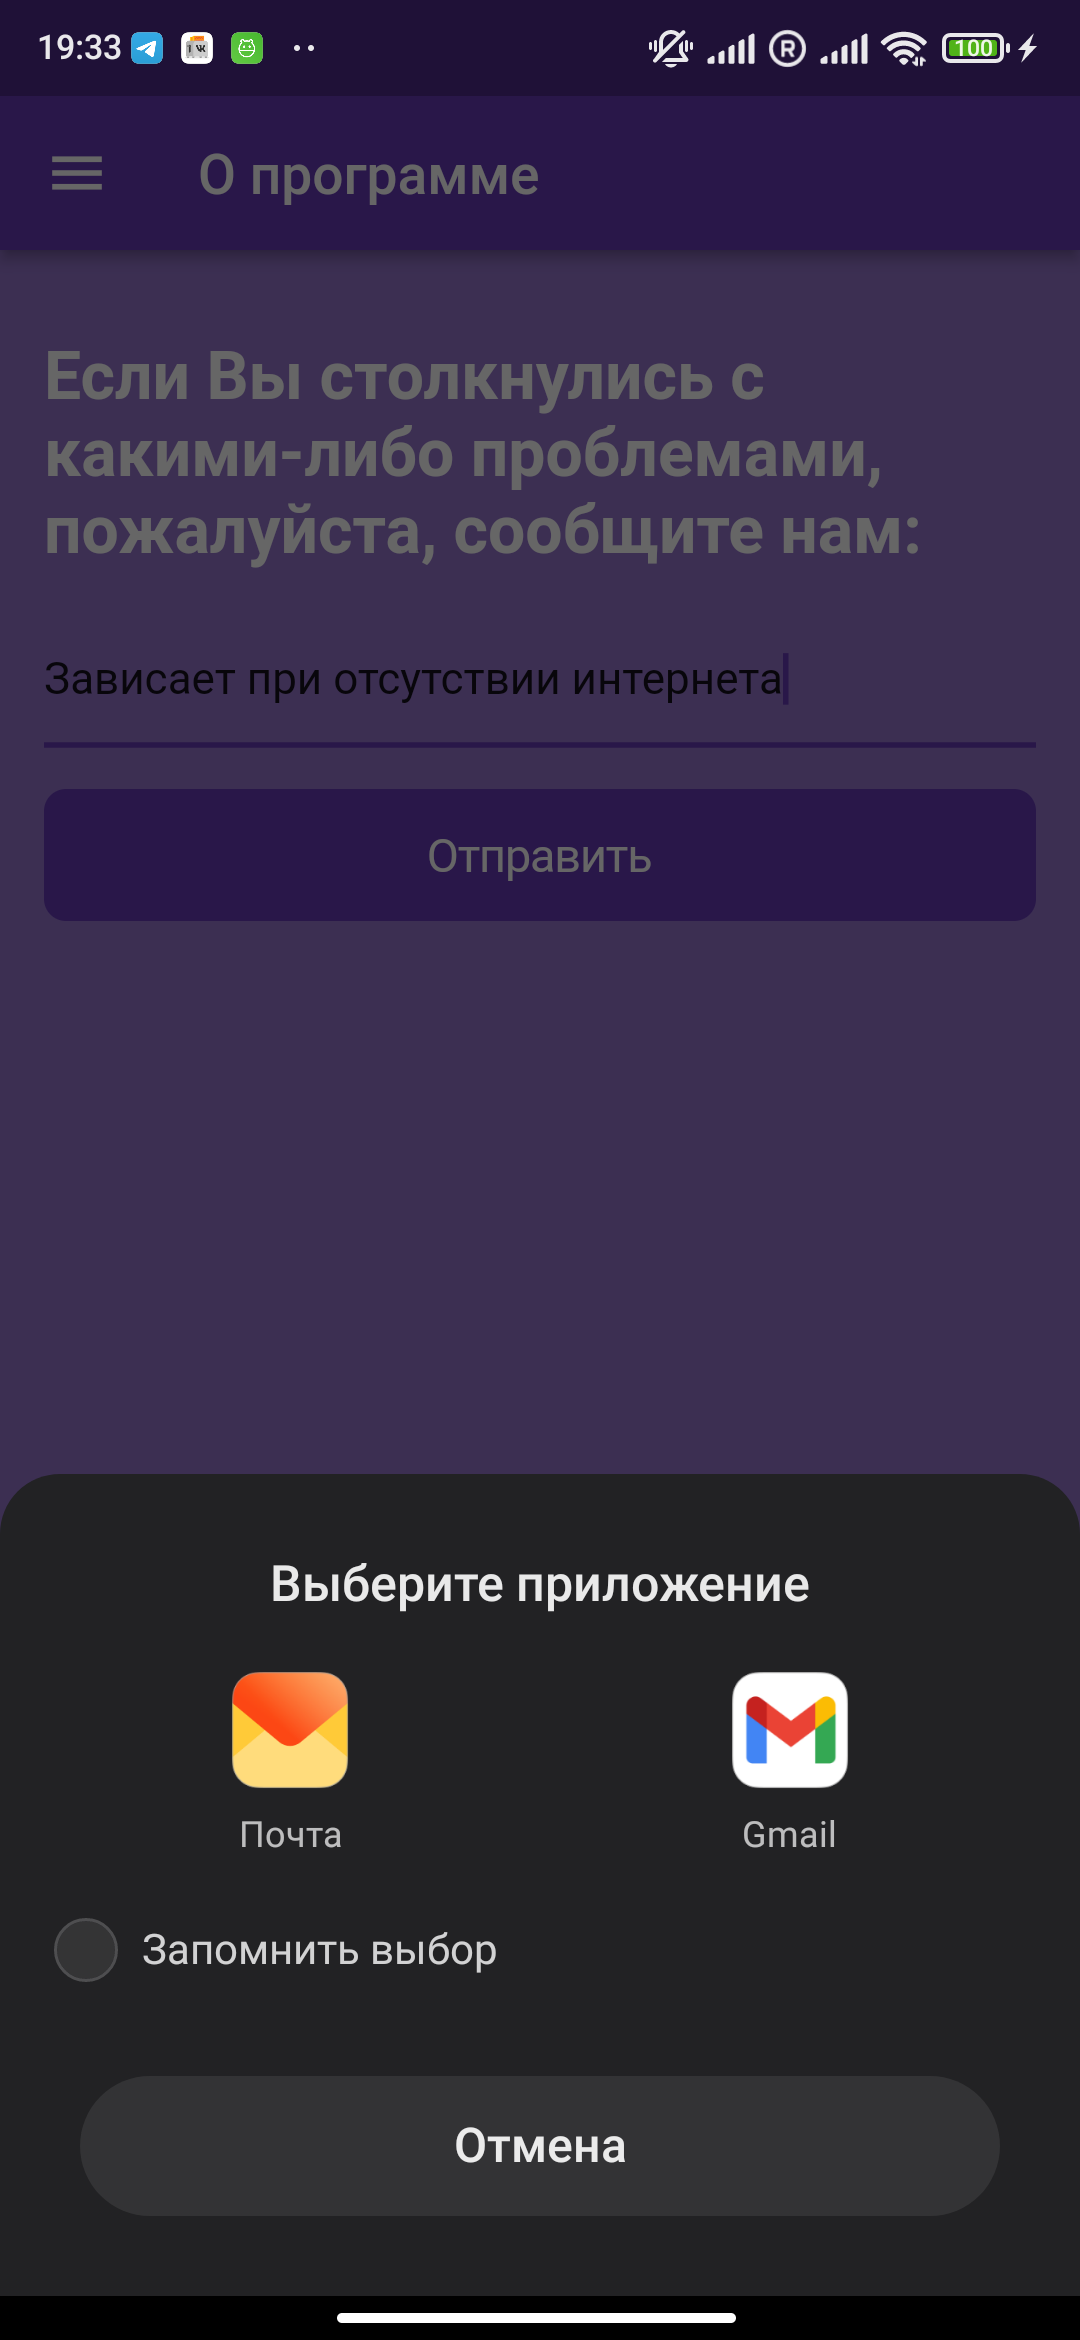 19:33
100
О программе
Если Вы столкнулись с
какими-либо проблемами,
пожалуйста, сообщите нам:
Зависает при отсутствии интернета
Отправить
Выберите приложение
Почта
Gmail
Запомнить выбор
Отмена